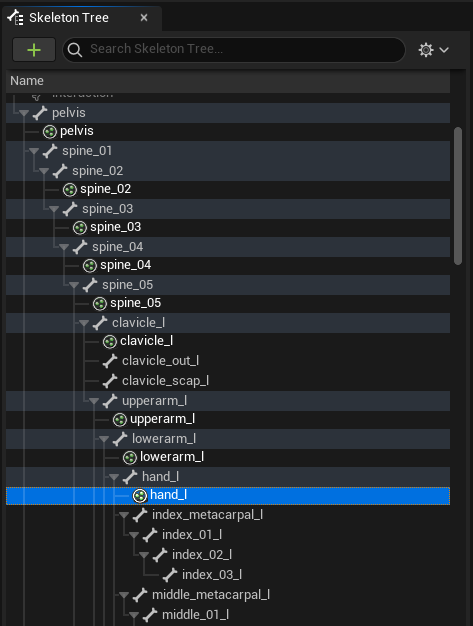 Skeleton Tree
Search Skeleton Tree...
Name
interaction
pelvis
pelvis
spine_01
spine_02
spine_02
spine_03
spine_03
spine_04
spine_04
spine_05
spine_05
clavicle_l
clavicle_l
clavicle_out_l
clavicle_scap_l
upperarm_l
upperarm_l
lowerarm_l
lowerarm_l
hand_l
hand_l
index_metacarpal_l
index_01_l
index_02_l
index_03_l
middle_metacarpal_l
middle_01_l